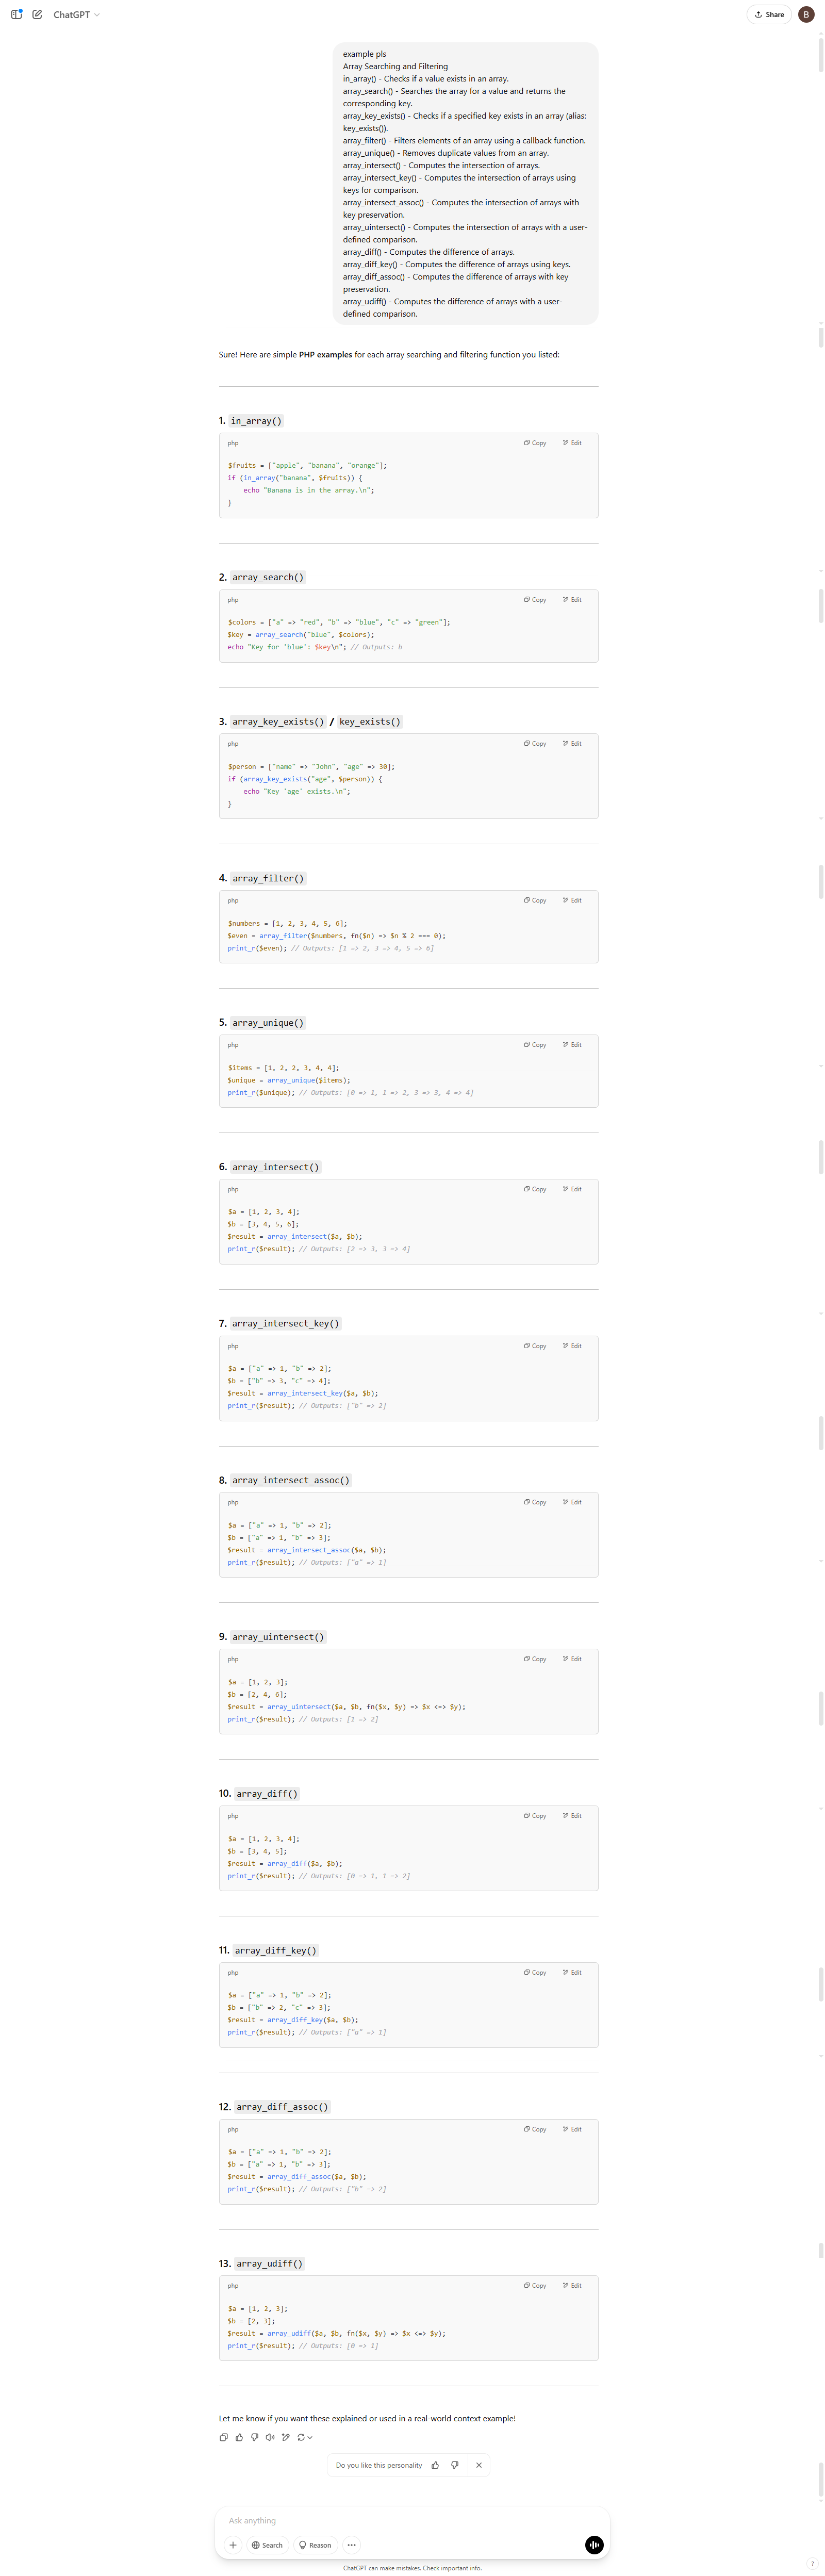 ChatGPT
Share
B
example pls
Array Searching and Filtering
in_array() - Checks if a value exists in an array.
array_search() - Searches the array for a value and returns the
corresponding key.
array_key_exists() - Checks if a specified key exists in an array (alias:
key_exists()).
array_filter() - Filters elements of an array using a callback function.
array_unique() - Removes duplicate values from an array.
array_intersect() - Computes the intersection of arrays.
array_intersect_key() - Computes the intersection of arrays using
keys for comparison.
array_intersect_assoc() - Computes the intersection of arrays with
key preservation.
array_uintersect() - Computes the intersection of arrays with a user-
defined comparison.
array_diff() - Computes the difference of arrays.
array_diff_key() - Computes the difference of arrays using keys.
array_diff_assoc() - Computes the difference of arrays with key
preservation.
array_udiff() - Computes the difference of arrays with a user-
defined comparison.
Sure! Here are simple PHP examples for each array searching and filtering function you listed:
1. in_array()
php Copy Edit
$fruits = ["apple", "banana", "orange"];
if (in_array("banana", $fruits)) {
    echo "Banana is in the array.\n";
}
2. array_search()
php Copy Edit
$colors = ["a" => "red", "b" => "blue", "c" => "green"];
$key = array_search("blue", $colors);
echo "Key for 'blue': $key\n"; // Outputs: b
3. array_key_exists() / key_exists()
php Copy Edit
$person = ["name" => "John", "age" => 30];
if (array_key_exists("age", $person)) {
    echo "Key 'age' exists.\n";
}
4. array_filter()
php Copy Edit
$numbers = [1, 2, 3, 4, 5, 6];
$even = array_filter($numbers, fn($n) => $n % 2 === 0);
print_r($even); // Outputs: [1 => 2, 3 => 4, 5 => 6]
5. array_unique()
php Copy Edit
$items = [1, 2, 2, 3, 4, 4];
$unique = array_unique($items);
print_r($unique); // Outputs: [0 => 1, 1 => 2, 3 => 3, 4 => 4]
6. array_intersect()
php Copy Edit
$a = [1, 2, 3, 4];
$b = [3, 4, 5, 6];
$result = array_intersect($a, $b);
print_r($result); // Outputs: [2 => 3, 3 => 4]
7. array_intersect_key()
php Copy Edit
$a = ["a" => 1, "b" => 2];
$b = ["b" => 3, "c" => 4];
$result = array_intersect_key($a, $b);
print_r($result); // Outputs: ["b" => 2]
8. array_intersect_assoc()
php Copy Edit
$a = ["a" => 1, "b" => 2];
$b = ["a" => 1, "b" => 3];
$result = array_intersect_assoc($a, $b);
print_r($result); // Outputs: ["a" => 1]
9. array_uintersect()
php Copy Edit
$a = [1, 2, 3];
$b = [2, 4, 6];
$result = array_uintersect($a, $b, fn($x, $y) => $x <=> $y);
print_r($result); // Outputs: [1 => 2]
10. array_diff()
php Copy Edit
$a = [1, 2, 3, 4];
$b = [3, 4, 5];
$result = array_diff($a, $b);
print_r($result); // Outputs: [0 => 1, 1 => 2]
11. array_diff_key()
php Copy Edit
$a = ["a" => 1, "b" => 2];
$b = ["b" => 2, "c" => 3];
$result = array_diff_key($a, $b);
print_r($result); // Outputs: ["a" => 1]
12. array_diff_assoc()
php Copy Edit
$a = ["a" => 1, "b" => 2];
$b = ["a" => 1, "b" => 3];
$result = array_diff_assoc($a, $b);
print_r($result); // Outputs: ["b" => 2]
13. array_udiff()
php Copy Edit
$a = [1, 2, 3];
$b = [2, 3];
$result = array_udiff($a, $b, fn($x, $y) => $x <=> $y);
print_r($result); // Outputs: [0 => 1]
Let me know if you want these explained or used in a real-world context example!
Do you like this personality
Ask anything
Search
Reason
ChatGPT can make mistakes. Check important info.
?